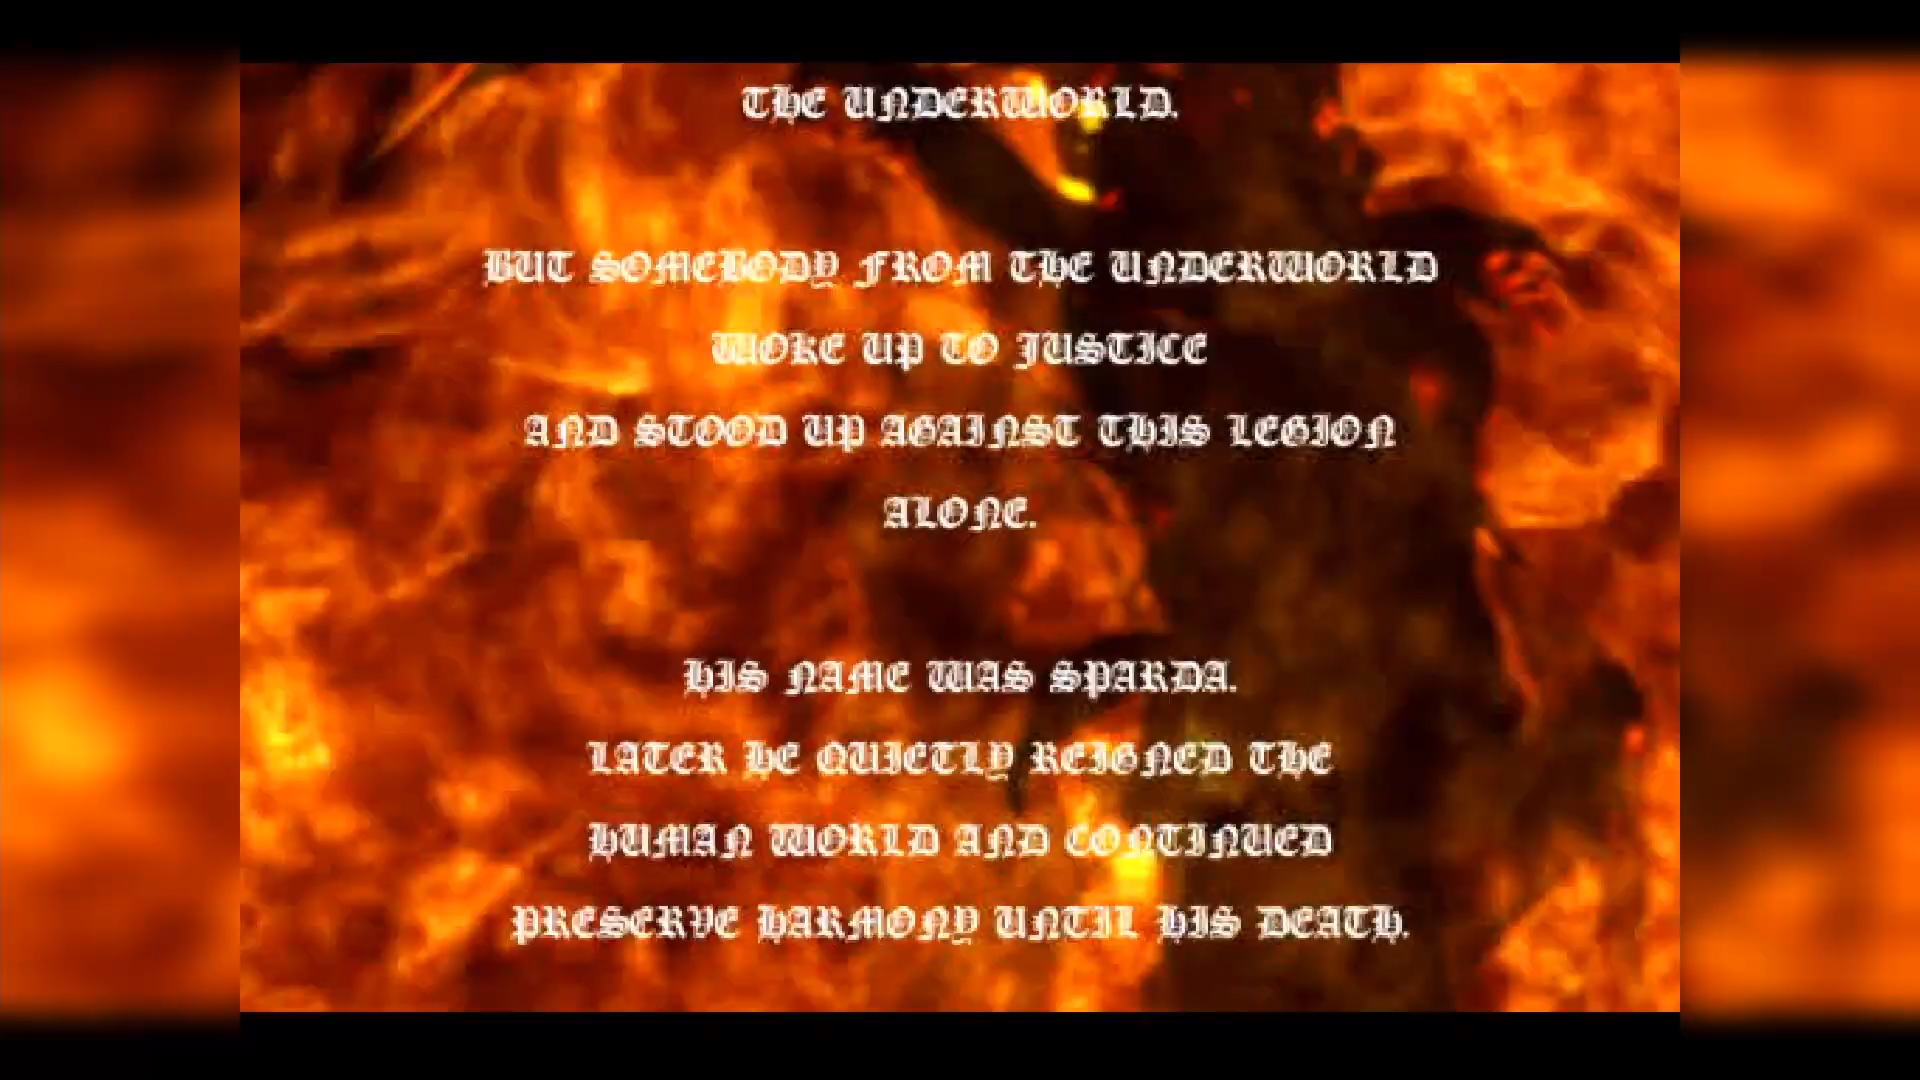 THE UNDERWORLD.
BUT SOMEBODY FROM THE UNDERWORLD
WOKE UP TO JUSTICE
AND STOOD UP AGAINST THIS LEGION
ALONE.
HIS NAME WAS SPARDA.
LATER HE QUIETLY REIGNED THE
HUMAN WORLD AND CONTINUED
PRESERVE HARMONY UNTIL HIS DEATH.